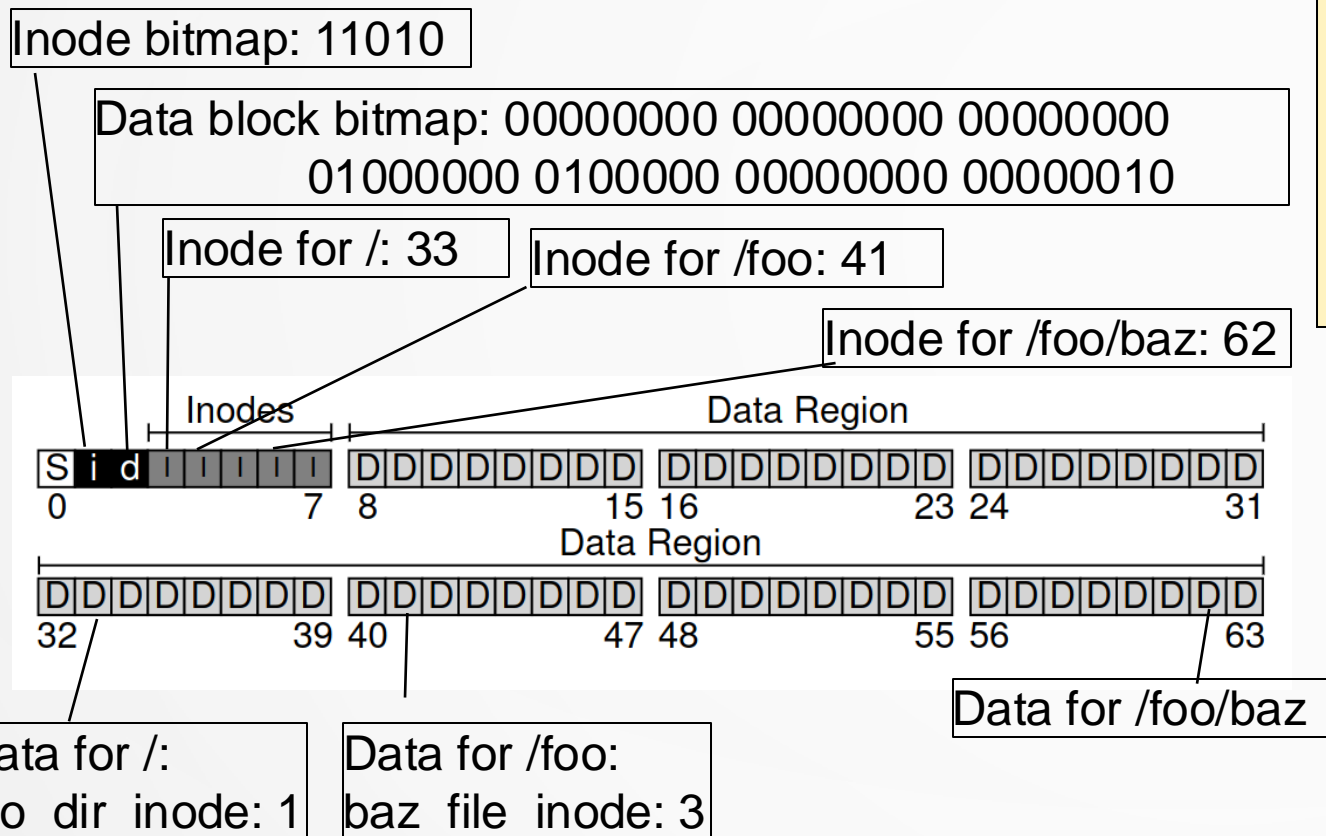 Inode bitmap: 11010
Data block bitmap: 00000000 00000000 00000000
01000000 0100000 00000000 00000010
Inode for /: 33
Inode for /foo: 41
Inode for /foo/baz: 62
Inodes
Data Region
S i d I I I I I D D D D D D D D D D D D D D D D D D D D D D D D
0 7 8 15 16 23 24 31
Data Region
D D D D D D D D D D D D D D D D D D D D D D D D D D D D D D D D
32 39 40 47 48 55 56 63
Data for /foo/baz
for /:
dir inode: 1
Data for /foo:
baz file inode: 3